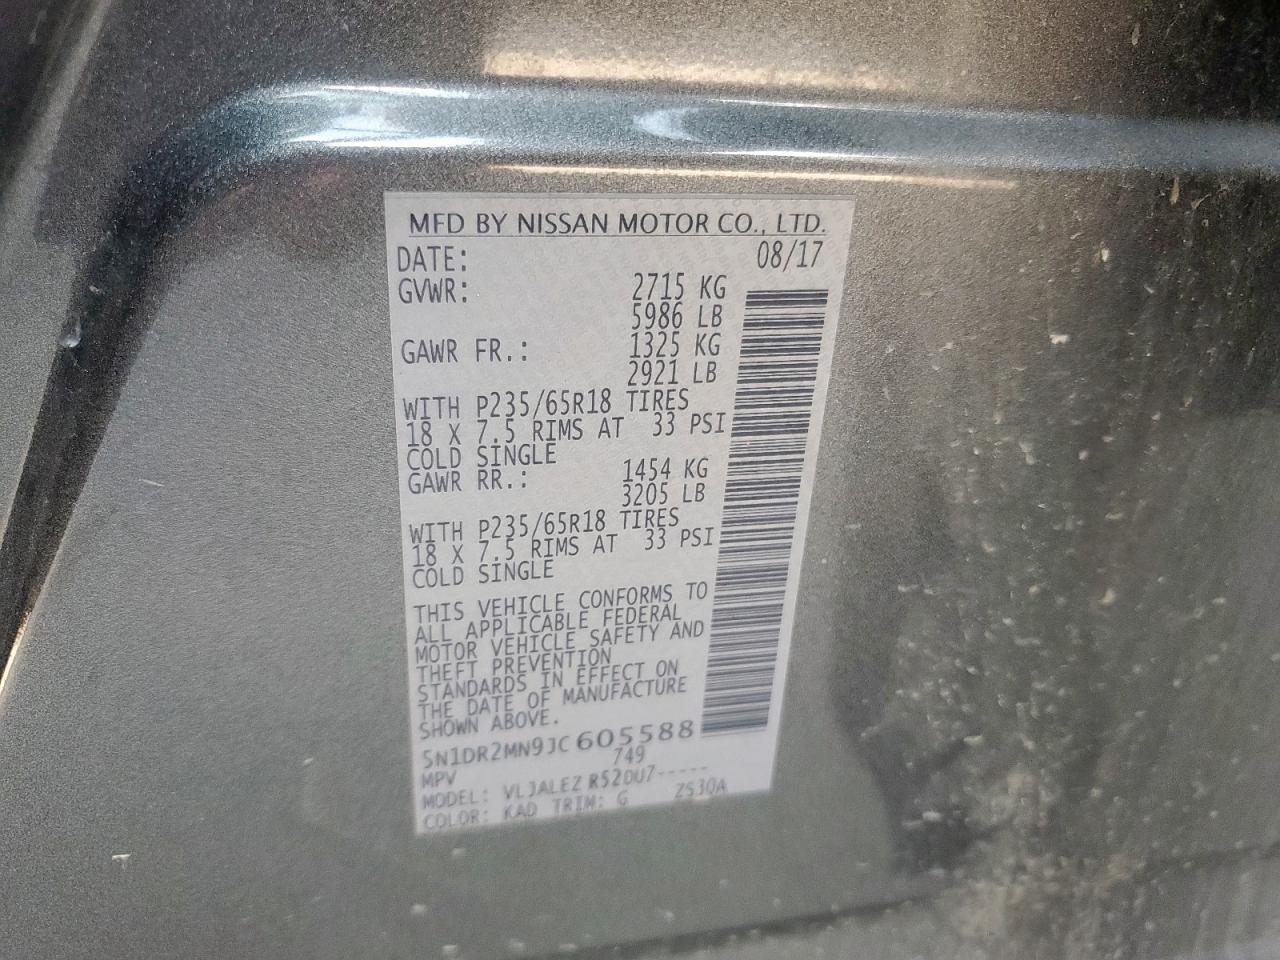 MFD BY NISSAN MOTOR CO., LTD.
DATE: 08/17
GVWR: 2715 KG
5986 LB
GAWR FR.: 1325 KG
2921 LB
WITH P235/65R18 TIRES
18 X 7.5 RIMS AT 33 PSI
COLD SINGLE
GAWR RR.: 1454 KG
3205 LB
WITH P235/65R18 TIRES
18 X 7.5 RIMS AT 33 PSI
COLD SINGLE
THIS VEHICLE CONFORMS TO
ALL APPLICABLE FEDERAL
MOTOR VEHICLE SAFETY AND
THEFT PREVENTION
STANDARDS IN EFFECT ON
THE DATE OF MANUFACTURE
SHOWN ABOVE.
5N1DR2MN9JC605588
MPV 749
MODEL: VLJALEZ R52DU7-----
COLOR: KAD TRIM: G ZS30A